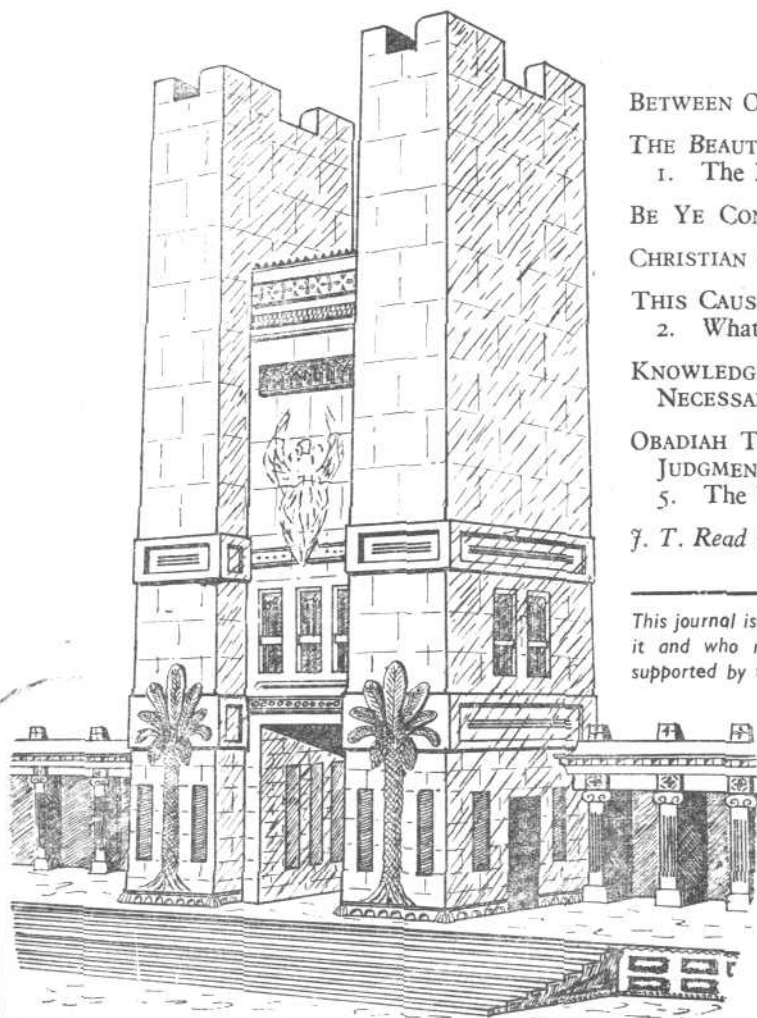 BETWEEN
THE BEAUT
1. The
BE YE CON
CHRISTIAN
THIS CAUS
2. What
KNOWLEDG
NECESSA
OBADIAH T
JUDGMEN
5. The
J. T. Read
This journal is
it and who
supported by